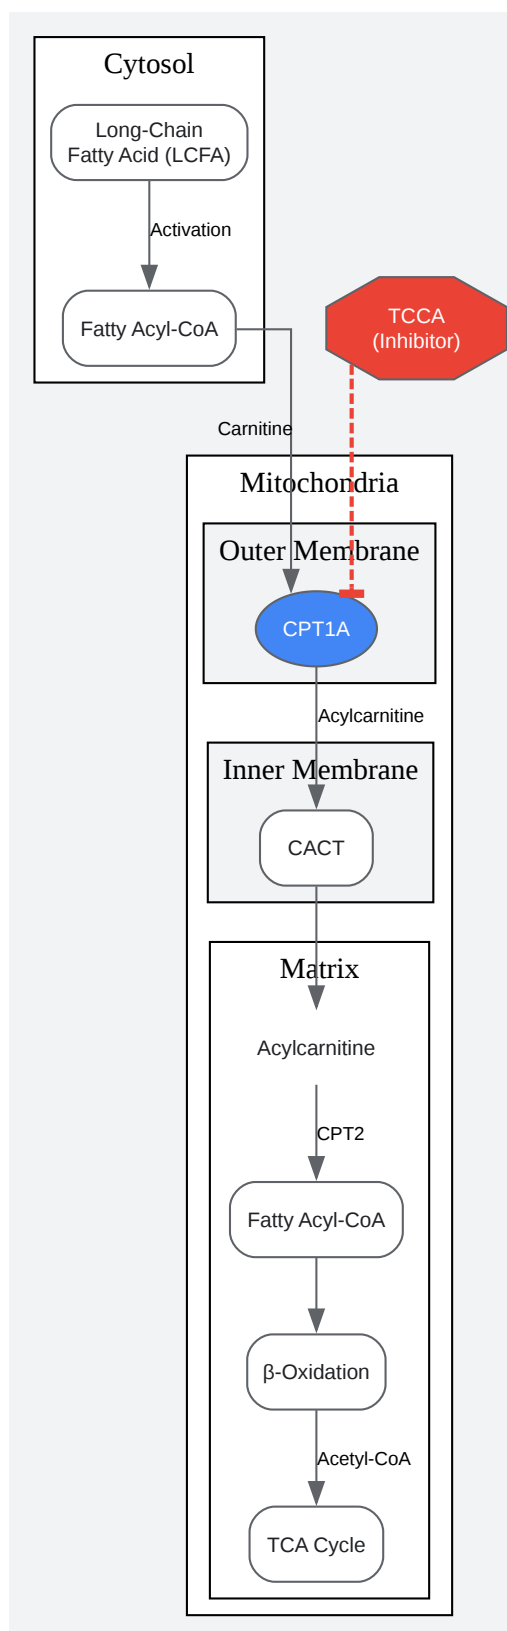 Cytosol
Long-Chain
Fatty Acid (LCFA)
Activation
Fatty Acyl-CoA
TCCA
(Inhibitor)
Carnitine
Mitochondria
Outer Membrane
CPT1A
Acylcarnitine
Inner Membrane
CACT
Matrix
Acylcarnitine
CPT2
Fatty Acyl-CoA
β-Oxidation
Acetyl-CoA
TCA Cycle